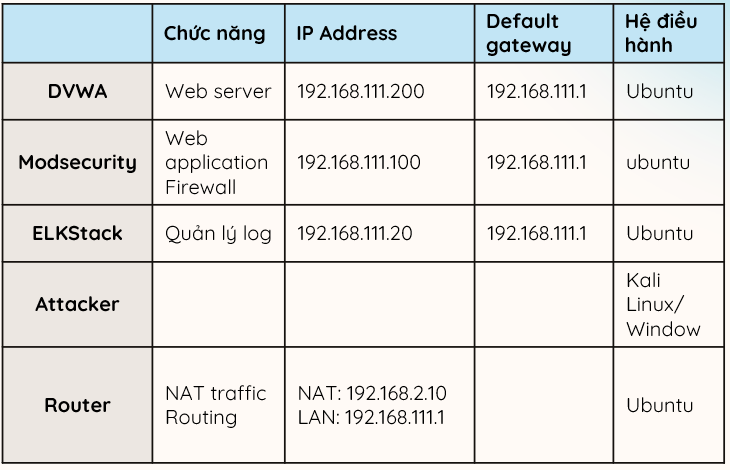 Chức năng IP Address Default gateway Hệ điều hành
DVWA Web server 192.168.111.200 192.168.111.1 Ubuntu
Modsecurity Web application Firewall 192.168.111.100 192.168.111.1 ubuntu
ELKStack Quản lý log 192.168.111.20 192.168.111.1 Ubuntu
Attacker Kali Linux/ Window
Router NAT traffic Routing NAT: 192.168.2.10 LAN: 192.168.111.1 Ubuntu